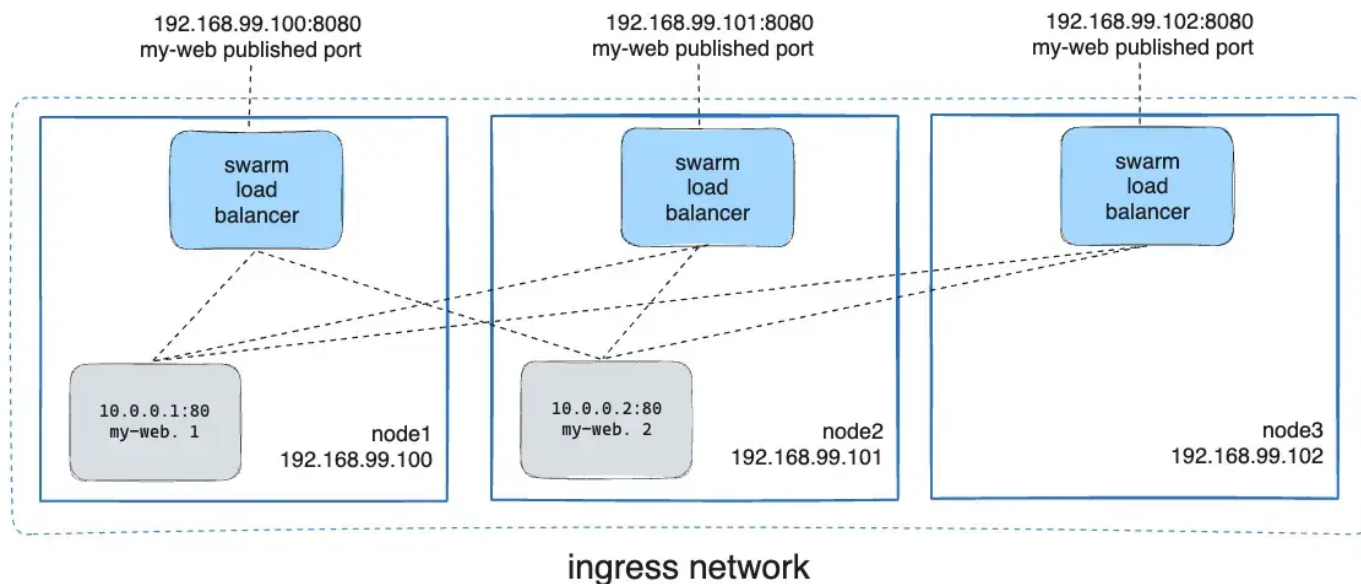 192.168.99.100:8080
my-web published port
192.168.99.101:8080
my-web published port
192.168.99.102:8080
my-web published port
swarm
load
balancer
swarm
load
balancer
swarm
load
balancer
10.0.0.1:80
my-web. 1
node1
192.168.99.100
10.0.0.2:80
my-web. 2
node2
192.168.99.101
node3
192.168.99.102
ingress network